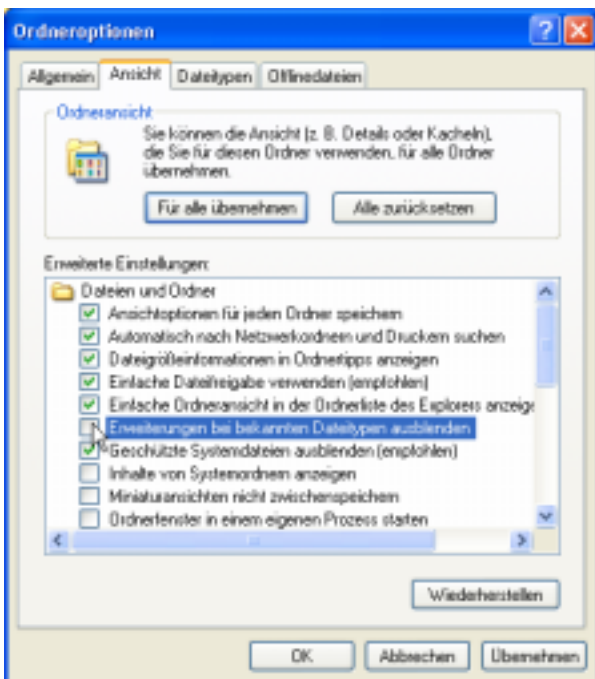 Ordneroptionen
Allgemein Ansicht Dateitypen Offlinedateien
Ordneransicht
Sie können die Ansicht (z. B. Details oder Kacheln),
die Sie für diesen Ordner verwenden, für alle Ordner
übernehmen.
Für alle übernehmen Alle zurücksetzen
Erweiterte Einstellungen:
Dateien und Ordner
Ansichtoptionen für jeden Ordner speichern
Automatisch nach Netzwerkordnern und Druckern suchen
Dateigrößeinformationen in Ordnertipps anzeigen
Einfache Dateifreigabe verwenden (empfohlen)
Einfache Ordneransicht in der Ordnerliste des Explorers anzeige
Erweiterungen bei bekannten Dateitypen ausblenden
Geschützte Systemdateien ausblenden (empfohlen)
Inhalte von Systemordnern anzeigen
Miniaturansichten nicht zwischenspeichern
Ordnerfenster in einem eigenen Prozess starten
Wiederherstellen
OK Abbrechen Übernehmen